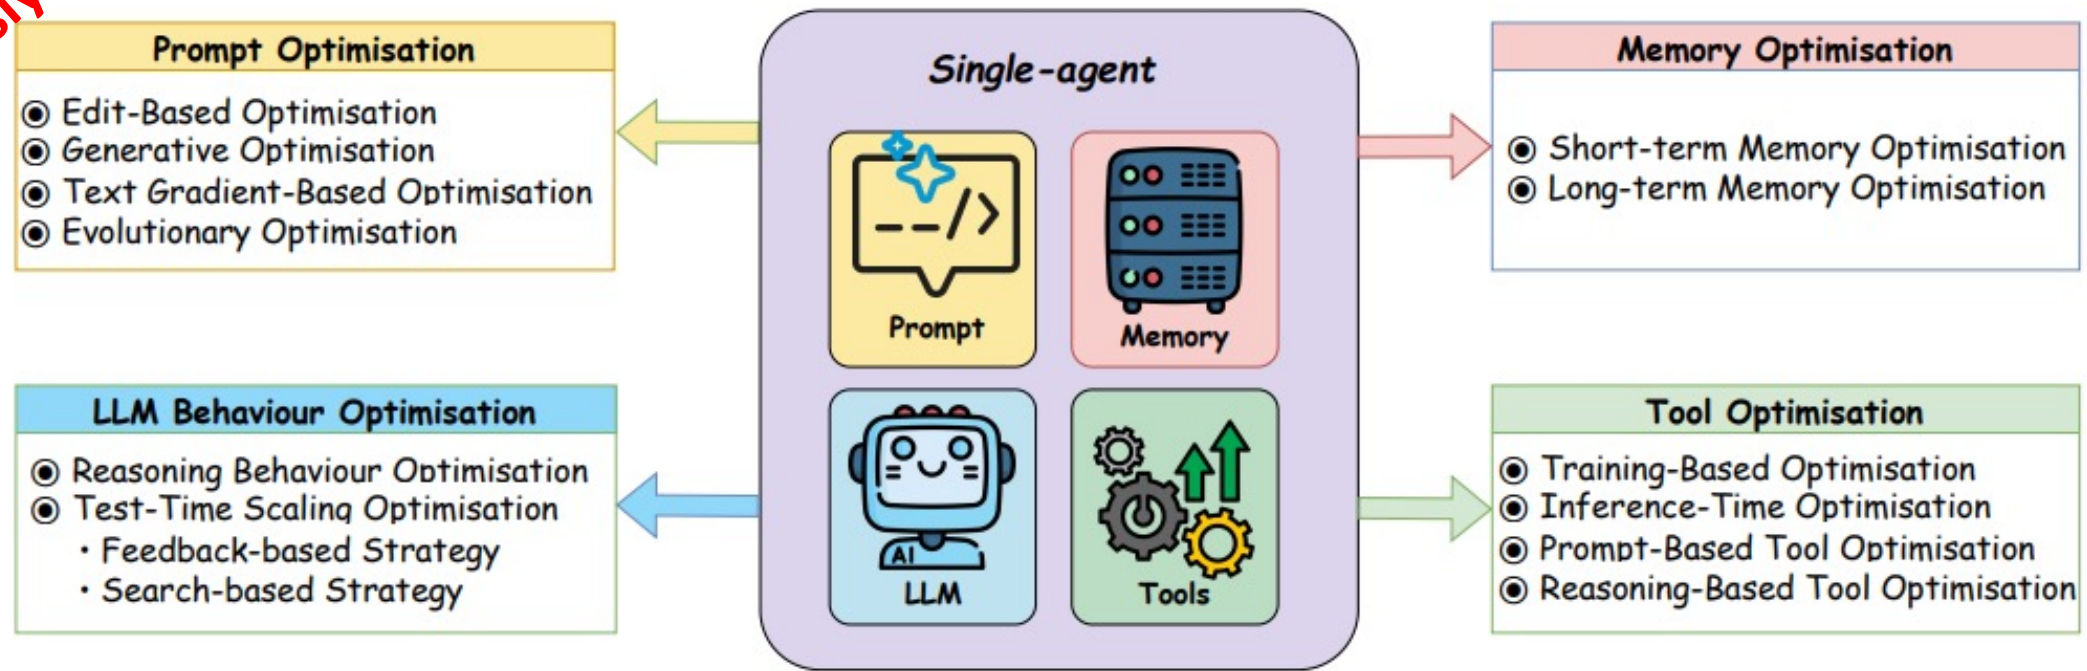 Prompt Optimisation
◉ Edit-Based Optimisation
◉ Generative Optimisation
◉ Text Gradient-Based Optimisation
◉ Evolutionary Optimisation
LLM Behaviour Optimisation
◉ Reasoning Behaviour Optimisation
◉ Test-Time Scaling Optimisation
• Feedback-based Strategy
• Search-based Strategy
Single-agent
Prompt
Memory
AI
LLM
Tools
Memory Optimisation
◉ Short-term Memory Optimisation
◉ Long-term Memory Optimisation
Tool Optimisation
◉ Training-Based Optimisation
◉ Inference-Time Optimisation
◉ Prompt-Based Tool Optimisation
◉ Reasoning-Based Tool Optimisation